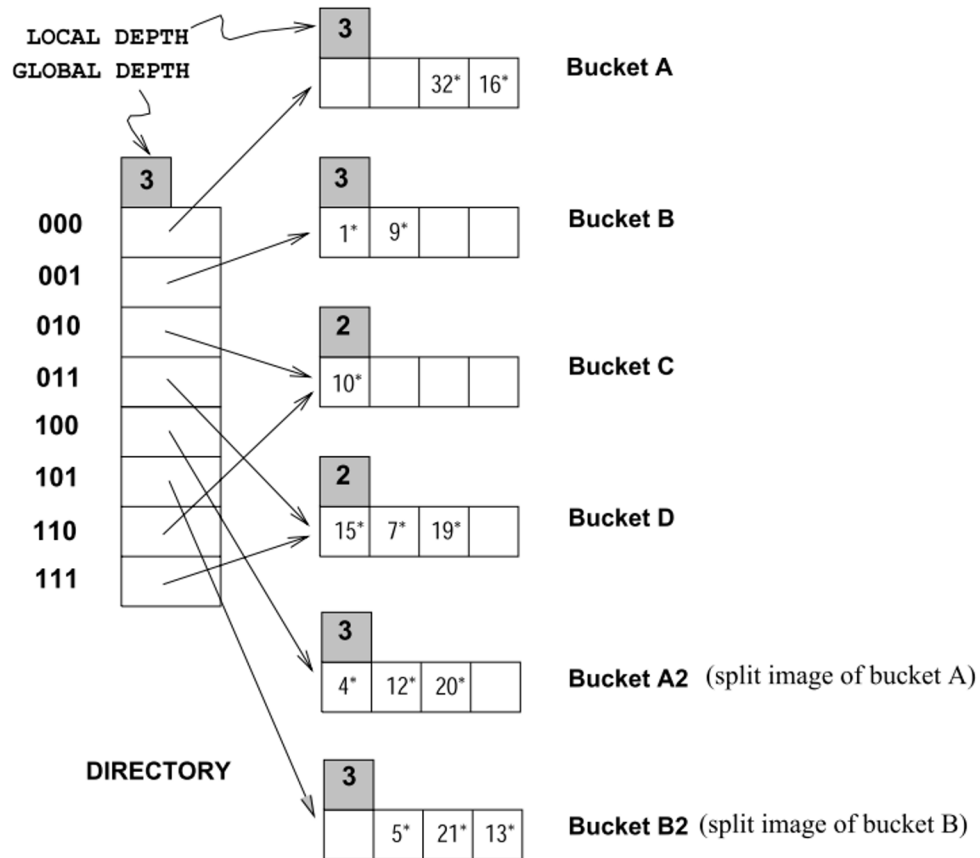 LOCAL DEPTH
GLOBAL DEPTH
3
32* 16*
Bucket A
3
000
001
010
011
100
101
110
111
3
1* 9*
Bucket B
2
10*
Bucket C
2
15* 7* 19*
Bucket D
3
4* 12* 20*
Bucket A2 (split image of bucket A)
DIRECTORY
3
5* 21* 13*
Bucket B2 (split image of bucket B)